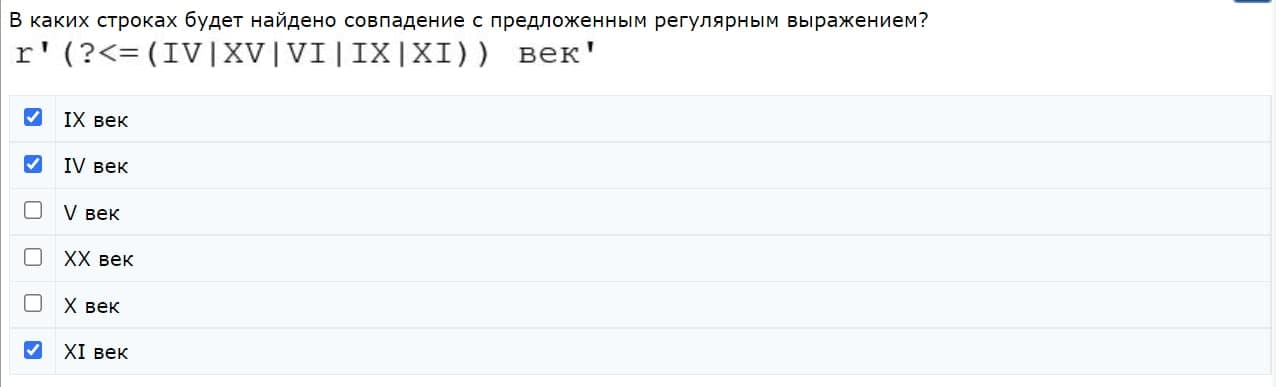 В каких строках будет найдено совпадение с предложенным регулярным выражением?
r'(?<=(IV|XV|VI|IX|XI)) век'
IX век
IV век
V век
XX век
X век
XI век